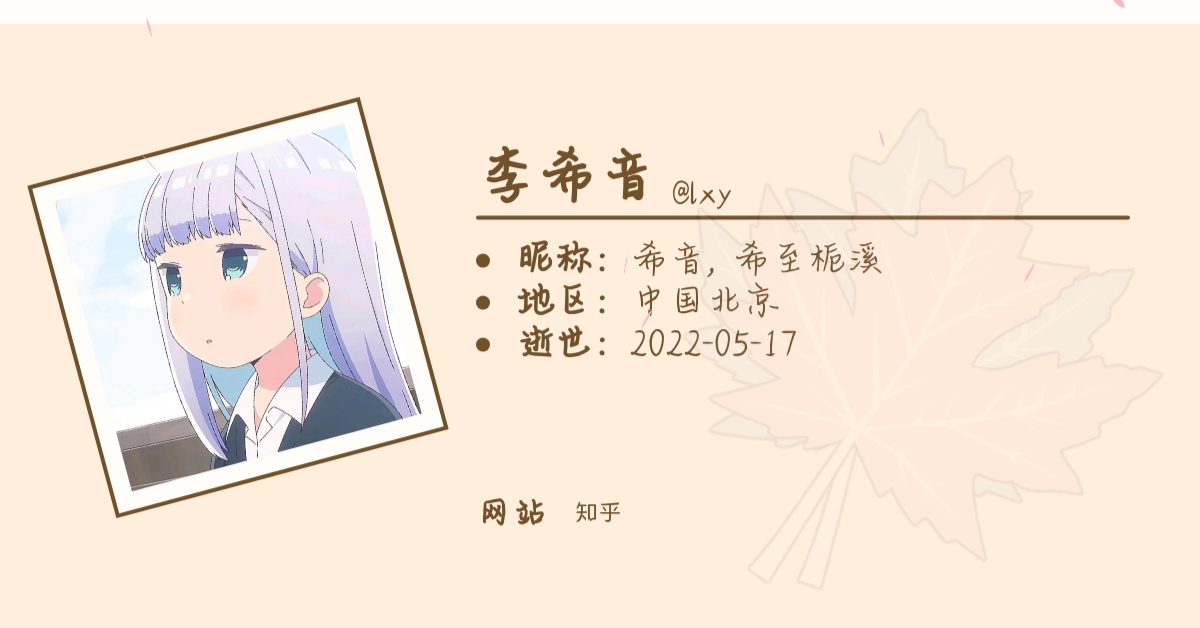 李希音 @lxy
昵称：希音, 希至栀溪
地区：中国北京
逝世：2022-05-17
网站 知乎